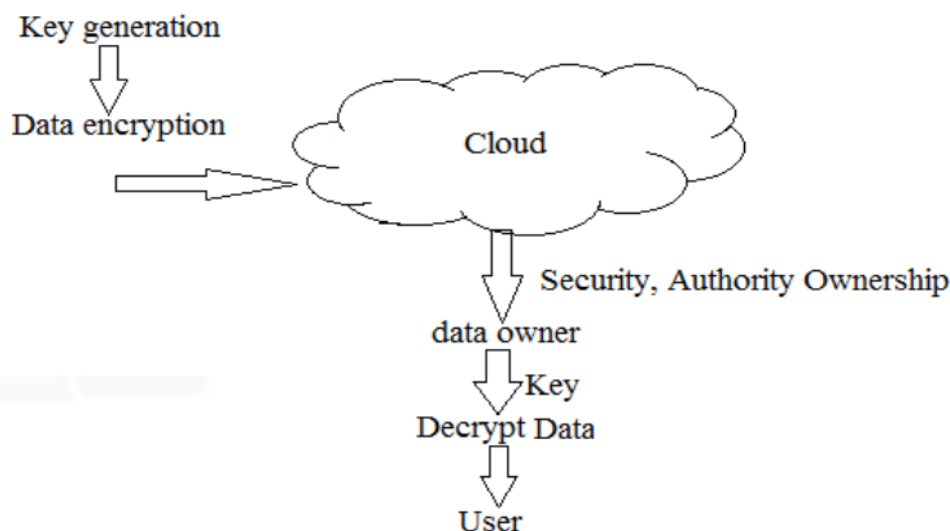 Key generation
Data encryption
Cloud
Security, Authority Ownership
data owner
Key
Decrypt Data
User